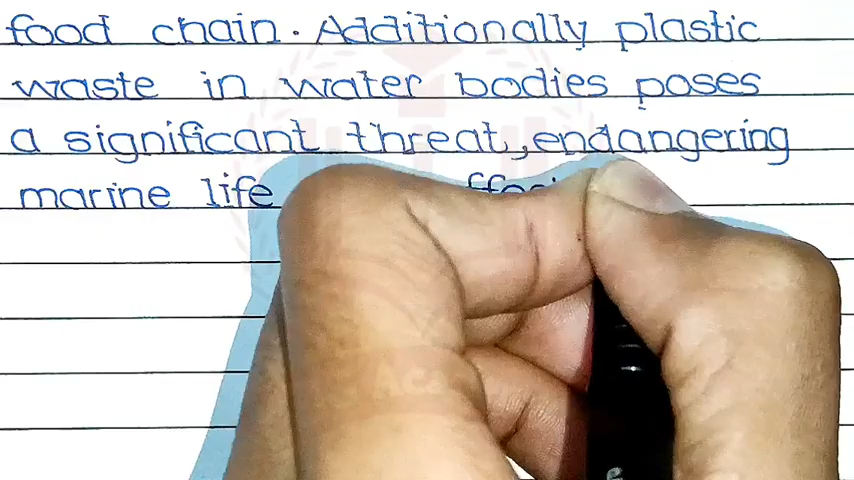 food chain. Additionally plastic
waste in water bodies poses
a significant threat, endangering
marine life